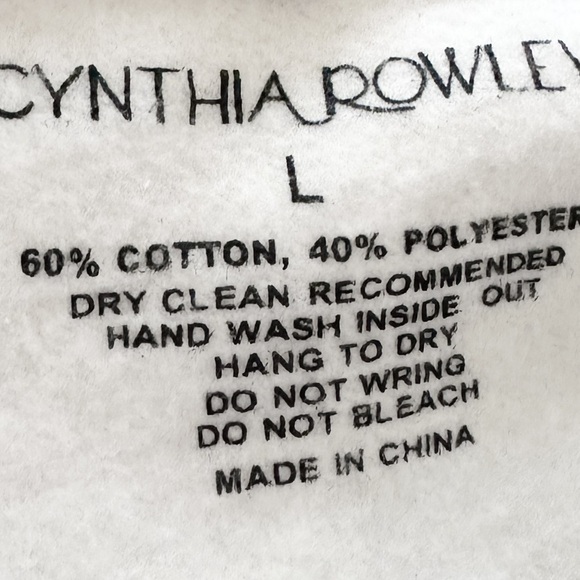 CYNTHIA ROWLEY
L
60% COTTON, 40% POLYESTER
DRY CLEAN RECOMMENDED
HAND WASH INSIDE OUT
HANG TO DRY
DO NOT WRING
DO NOT BLEACH
MADE IN CHINA